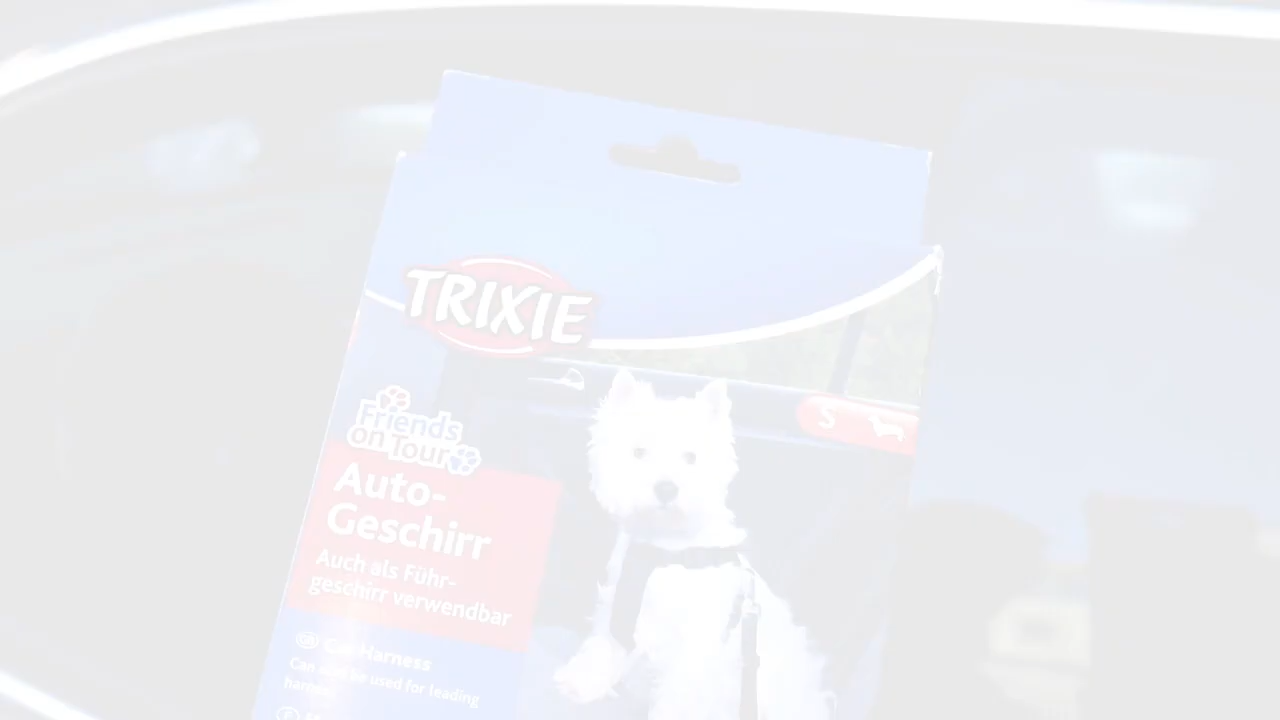 TRIXIE
S
Friends
on Tour
Auto-
Geschirr
Auch als Führ-
geschirr verwendbar
GB Car Harness
Can also be used for leading
harness
F